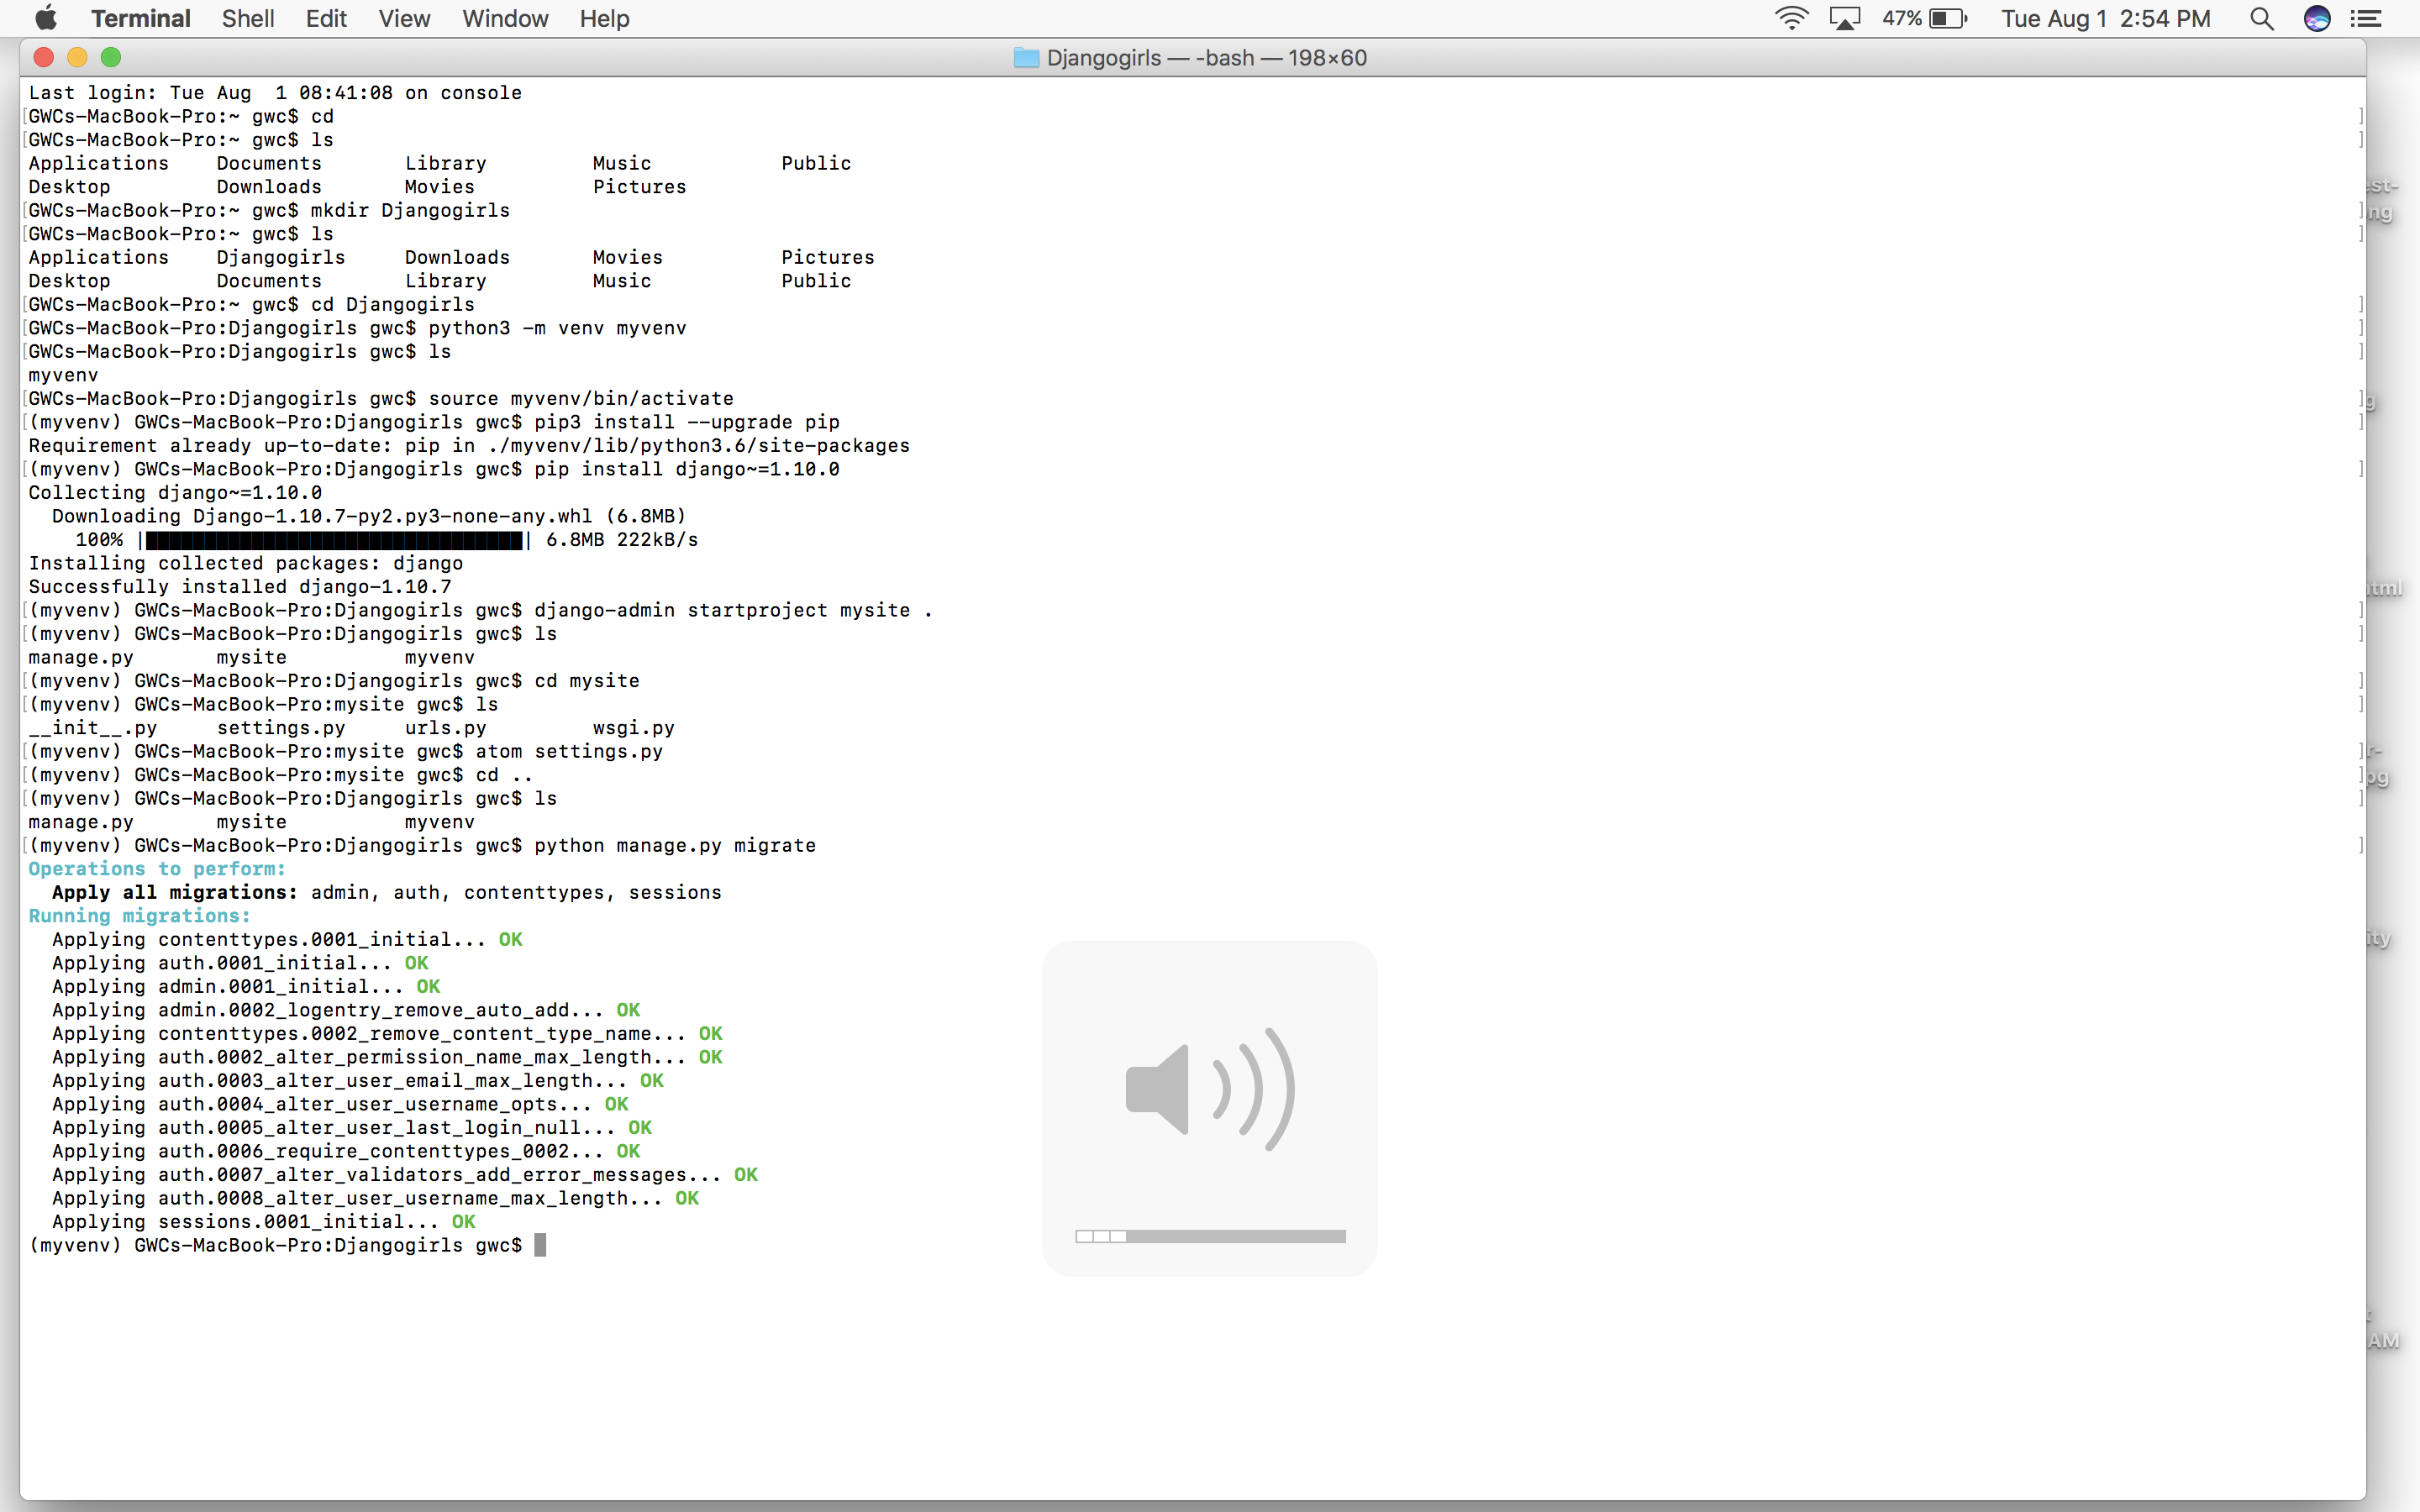 Terminal Shell Edit View Window Help 47% Tue Aug 1 2:54 PM
Djangogirls — -bash — 198×60
Last login: Tue Aug  1 08:41:08 on console
[GWCs-MacBook-Pro:~ gwc$ cd ]
[GWCs-MacBook-Pro:~ gwc$ ls ]
Applications    Documents       Library         Music           Public
Desktop         Downloads       Movies          Pictures
[GWCs-MacBook-Pro:~ gwc$ mkdir Djangogirls ]
[GWCs-MacBook-Pro:~ gwc$ ls ]
Applications    Djangogirls     Downloads       Movies          Pictures
Desktop         Documents       Library         Music           Public
[GWCs-MacBook-Pro:~ gwc$ cd Djangogirls ]
[GWCs-MacBook-Pro:Djangogirls gwc$ python3 -m venv myvenv ]
[GWCs-MacBook-Pro:Djangogirls gwc$ ls ]
myvenv
[GWCs-MacBook-Pro:Djangogirls gwc$ source myvenv/bin/activate ]
[(myvenv) GWCs-MacBook-Pro:Djangogirls gwc$ pip3 install --upgrade pip ]
Requirement already up-to-date: pip in ./myvenv/lib/python3.6/site-packages
[(myvenv) GWCs-MacBook-Pro:Djangogirls gwc$ pip install django~=1.10.0 ]
Collecting django~=1.10.0
  Downloading Django-1.10.7-py2.py3-none-any.whl (6.8MB)
    100% |████████████████████████████████| 6.8MB 222kB/s
Installing collected packages: django
Successfully installed django-1.10.7
[(myvenv) GWCs-MacBook-Pro:Djangogirls gwc$ django-admin startproject mysite . ]
[(myvenv) GWCs-MacBook-Pro:Djangogirls gwc$ ls ]
manage.py       mysite          myvenv
[(myvenv) GWCs-MacBook-Pro:Djangogirls gwc$ cd mysite ]
[(myvenv) GWCs-MacBook-Pro:mysite gwc$ ls ]
__init__.py     settings.py     urls.py         wsgi.py
[(myvenv) GWCs-MacBook-Pro:mysite gwc$ atom settings.py ]
[(myvenv) GWCs-MacBook-Pro:mysite gwc$ cd .. ]
[(myvenv) GWCs-MacBook-Pro:Djangogirls gwc$ ls ]
manage.py       mysite          myvenv
[(myvenv) GWCs-MacBook-Pro:Djangogirls gwc$ python manage.py migrate ]
Operations to perform:
  Apply all migrations: admin, auth, contenttypes, sessions
Running migrations:
  Applying contenttypes.0001_initial... OK
  Applying auth.0001_initial... OK
  Applying admin.0001_initial... OK
  Applying admin.0002_logentry_remove_auto_add... OK
  Applying contenttypes.0002_remove_content_type_name... OK
  Applying auth.0002_alter_permission_name_max_length... OK
  Applying auth.0003_alter_user_email_max_length... OK
  Applying auth.0004_alter_user_username_opts... OK
  Applying auth.0005_alter_user_last_login_null... OK
  Applying auth.0006_require_contenttypes_0002... OK
  Applying auth.0007_alter_validators_add_error_messages... OK
  Applying auth.0008_alter_user_username_max_length... OK
  Applying sessions.0001_initial... OK
(myvenv) GWCs-MacBook-Pro:Djangogirls gwc$
AM